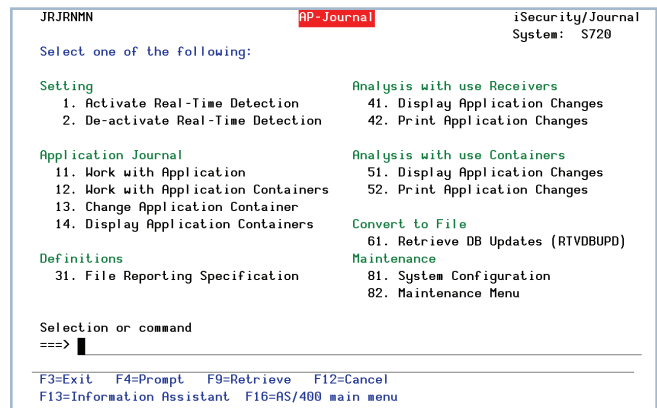 JRJRNMN AP-Journal iSecurity/Journal
System: S720
Select one of the following:
Setting Analysis with use Receivers
1. Activate Real-Time Detection 41. Display Application Changes
2. De-activate Real-Time Detection 42. Print Application Changes
Application Journal Analysis with use Containers
11. Work with Application 51. Display Application Changes
12. Work with Application Containers 52. Print Application Changes
13. Change Application Container
14. Display Application Containers Convert to File
61. Retrieve DB Updates (RTVDBUPD)
Definitions Maintenance
31. File Reporting Specification 81. System Configuration
82. Maintenance Menu
Selection or command
===>
F3=Exit F4=Prompt F9=Retrieve F12=Cancel
F13=Information Assistant F16=AS/400 main menu